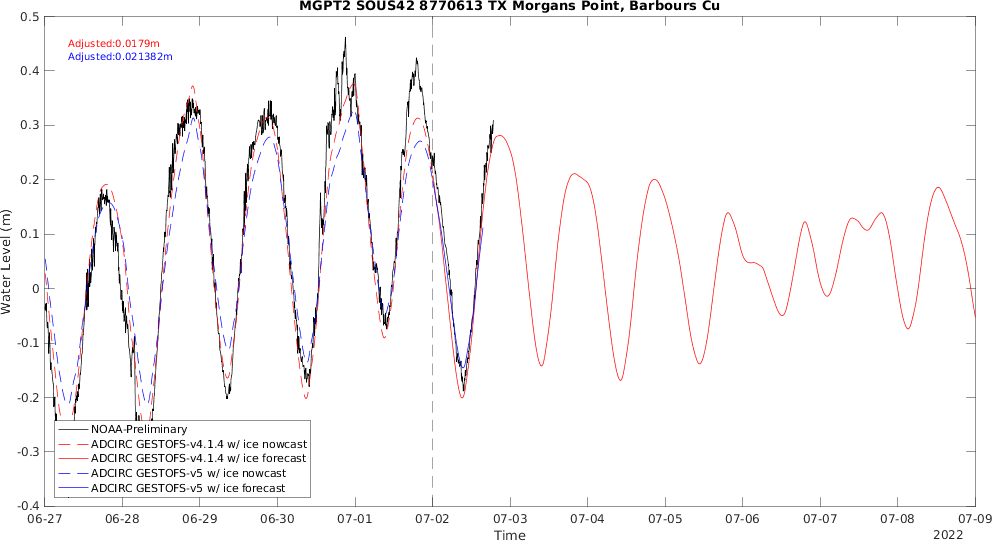 MGPT2 SOUS42 8770613 TX Morgans Point, Barbours Cu
Adjusted:0.0179m
Adjusted:0.021382m
0.5
0.4
0.3
0.2
0.1
0
-0.1
-0.2
-0.3
-0.4
Water Level (m)
NOAA-Preliminary
ADCIRC GESTOFS-v4.1.4 w/ ice nowcast
ADCIRC GESTOFS-v4.1.4 w/ ice forecast
ADCIRC GESTOFS-v5 w/ ice nowcast
ADCIRC GESTOFS-v5 w/ ice forecast
06-27 06-28 06-29 06-30 07-01 07-02 07-03 07-04 07-05 07-06 07-07 07-08 07-09
Time
2022